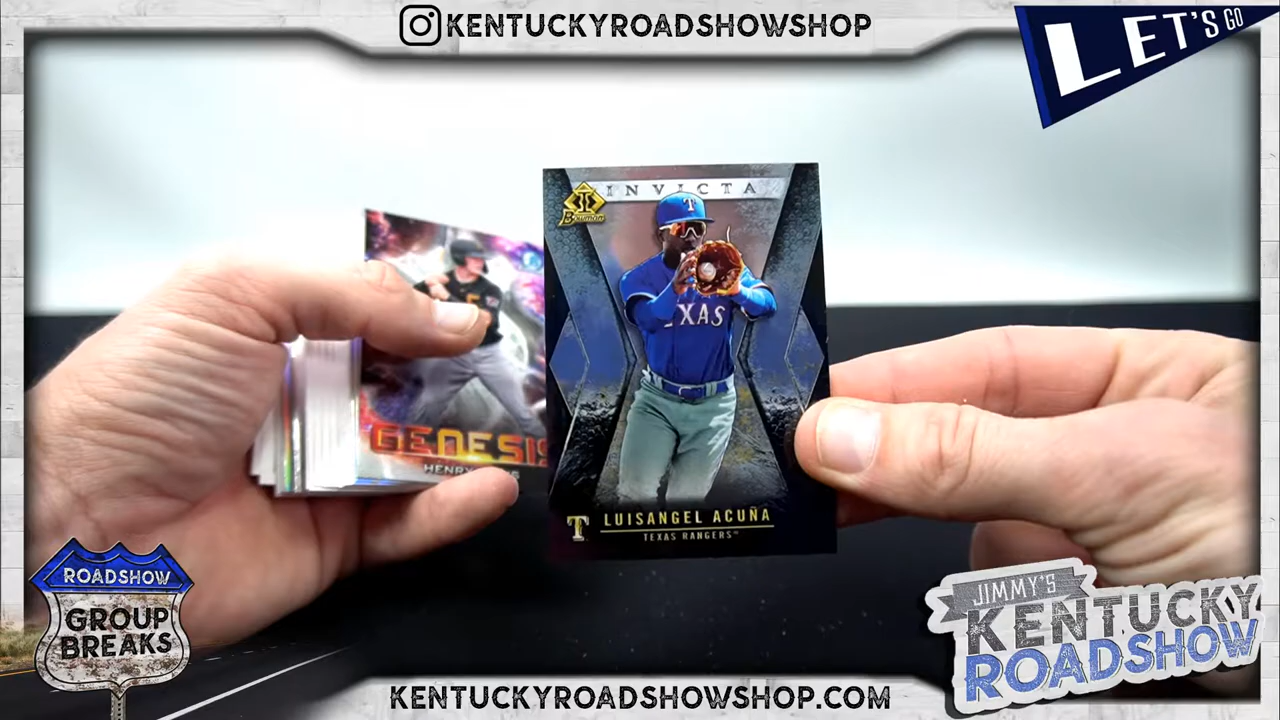 KENTUCKYROADSHOWSHOP
LET'S GO
INVICTA
Bowman
T
TEXAS
GENESIS
HENRY
T LUISANGEL ACUÑA
TEXAS RANGERS
ROADSHOW
GROUP
BREAKS
JIMMY'S
KENTUCKY
ROADSHOW
KENTUCKYROADSHOWSHOP.COM